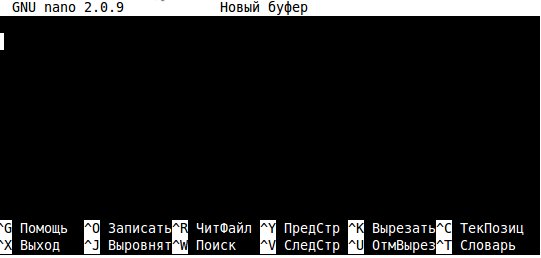 GNU nano 2.0.9 Новый буфер
^G Помощь ^O Записать ^R ЧитФайл ^Y ПредСтр ^K Вырезать ^C ТекПозиц
^X Выход ^J Выровнят ^W Поиск ^V СледСтр ^U ОтмВырез ^T Словарь